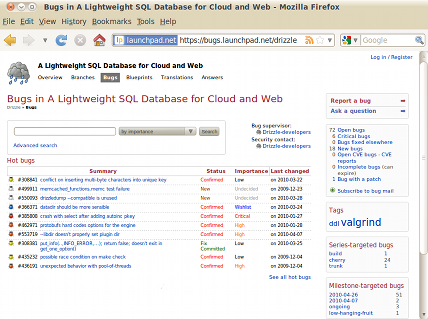 Bugs in A Lightweight SQL Database for Cloud and Web - Mozilla Firefox
File Edit View History Bookmarks Tools Help
launchpad.net https://bugs.launchpad.net/drizzle
Google
Log in / Register
A Lightweight SQL Database for Cloud and Web
Overview Branches Bugs Blueprints Translations Answers
Bugs in A Lightweight SQL Database for Cloud and Web
Drizzle » Bugs
by importance Search
Advanced search
Bug supervisor:
Drizzle-developers
Security contact:
Drizzle-developers
Hot bugs
Summary Status Importance Last changed
#308841 conflict on inserting multi-byte characters into unique key Confirmed Low on 2010-03-22
#499911 memcached_functions.memc test failure New Undecided on 2009-12-23
#550093 drizzledump --compatible is unused New Undecided on 2010-03-28
#306371 datadir should be more sensible Confirmed Wishlist on 2010-03-24
#385808 crash with select after adding autoinc pkey Confirmed Critical on 2010-01-27
#462971 protobufs hard codes options for the engine Confirmed High on 2010-03-28
#553719 --libdir doesn't properly set plugin dir Confirmed High on 2010-04-01
#308381 put_info(...INFO_ERROR,...); return false; doesn't exit in get_one_option() Fix Committed Low on 2010-03-25
#435232 possible race condition on make check. Confirmed Low on 2009-12-04
#436191 unexpected behavior with pool-of-threads Confirmed High on 2009-12-04
See all hot bugs
Report a bug
Ask a question
72 Open bugs
6 Critical bugs
0 Bugs fixed elsewhere
18 New bugs
0 Open CVE bugs - CVE reports
0 Incomplete bugs (can expire)
1 Bug with a patch
Subscribe to bug mail
Tags
ddl valgrind
Series-targeted bugs
build 1
cherry 24
trunk 1
Milestone-targeted bugs
2010-04-26 51
2010-04-07 2
ongoing 3
low-hanging-fruit 1